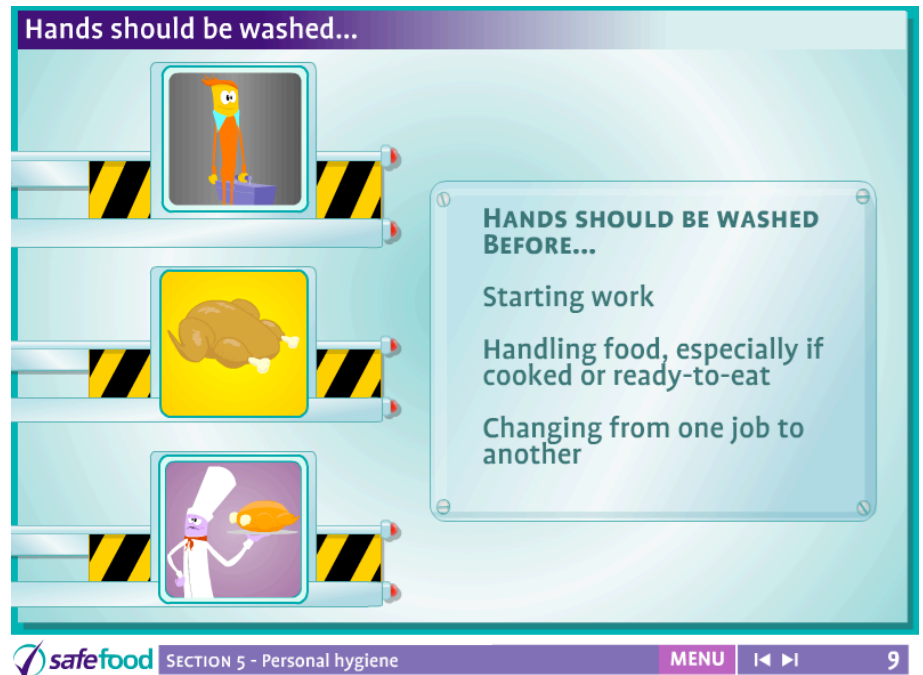 Hands should be washed...
HANDS SHOULD BE WASHED
BEFORE...
Starting work
Handling food, especially if
cooked or ready-to-eat
Changing from one job to
another
safefood SECTION 5 - Personal hygiene MENU 9